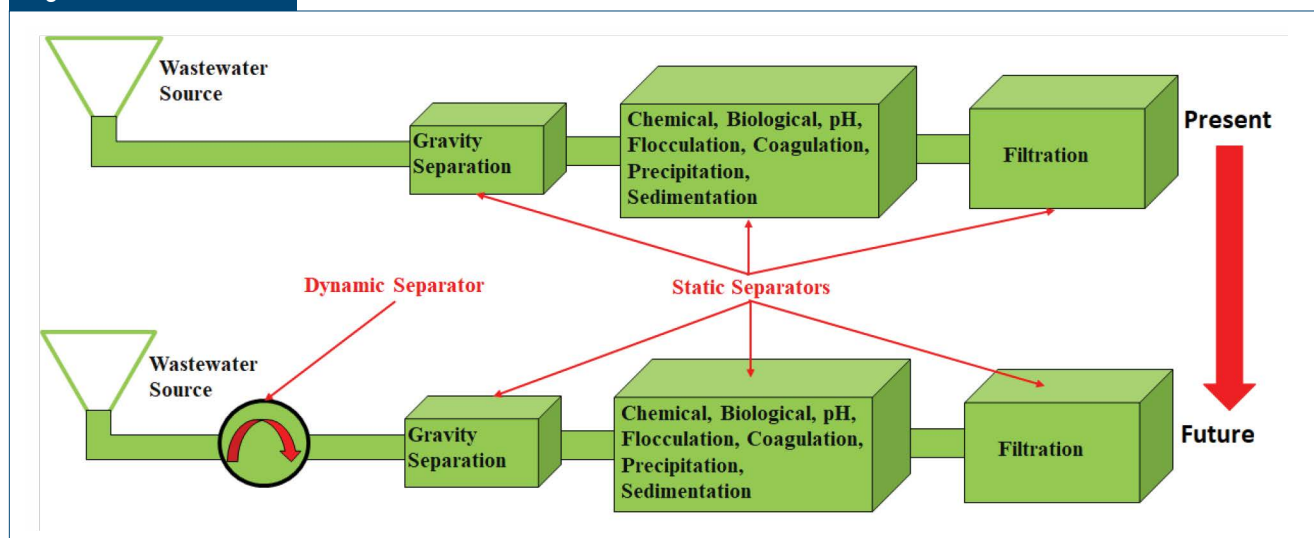 Wastewater
Source
Gravity
Separation
Chemical, Biological, pH,
Flocculation, Coagulation,
Precipitation,
Sedimentation
Filtration
Present
Dynamic Separator
Static Separators
Wastewater
Source
Gravity
Separation
Chemical, Biological, pH,
Flocculation, Coagulation,
Precipitation,
Sedimentation
Filtration
Future